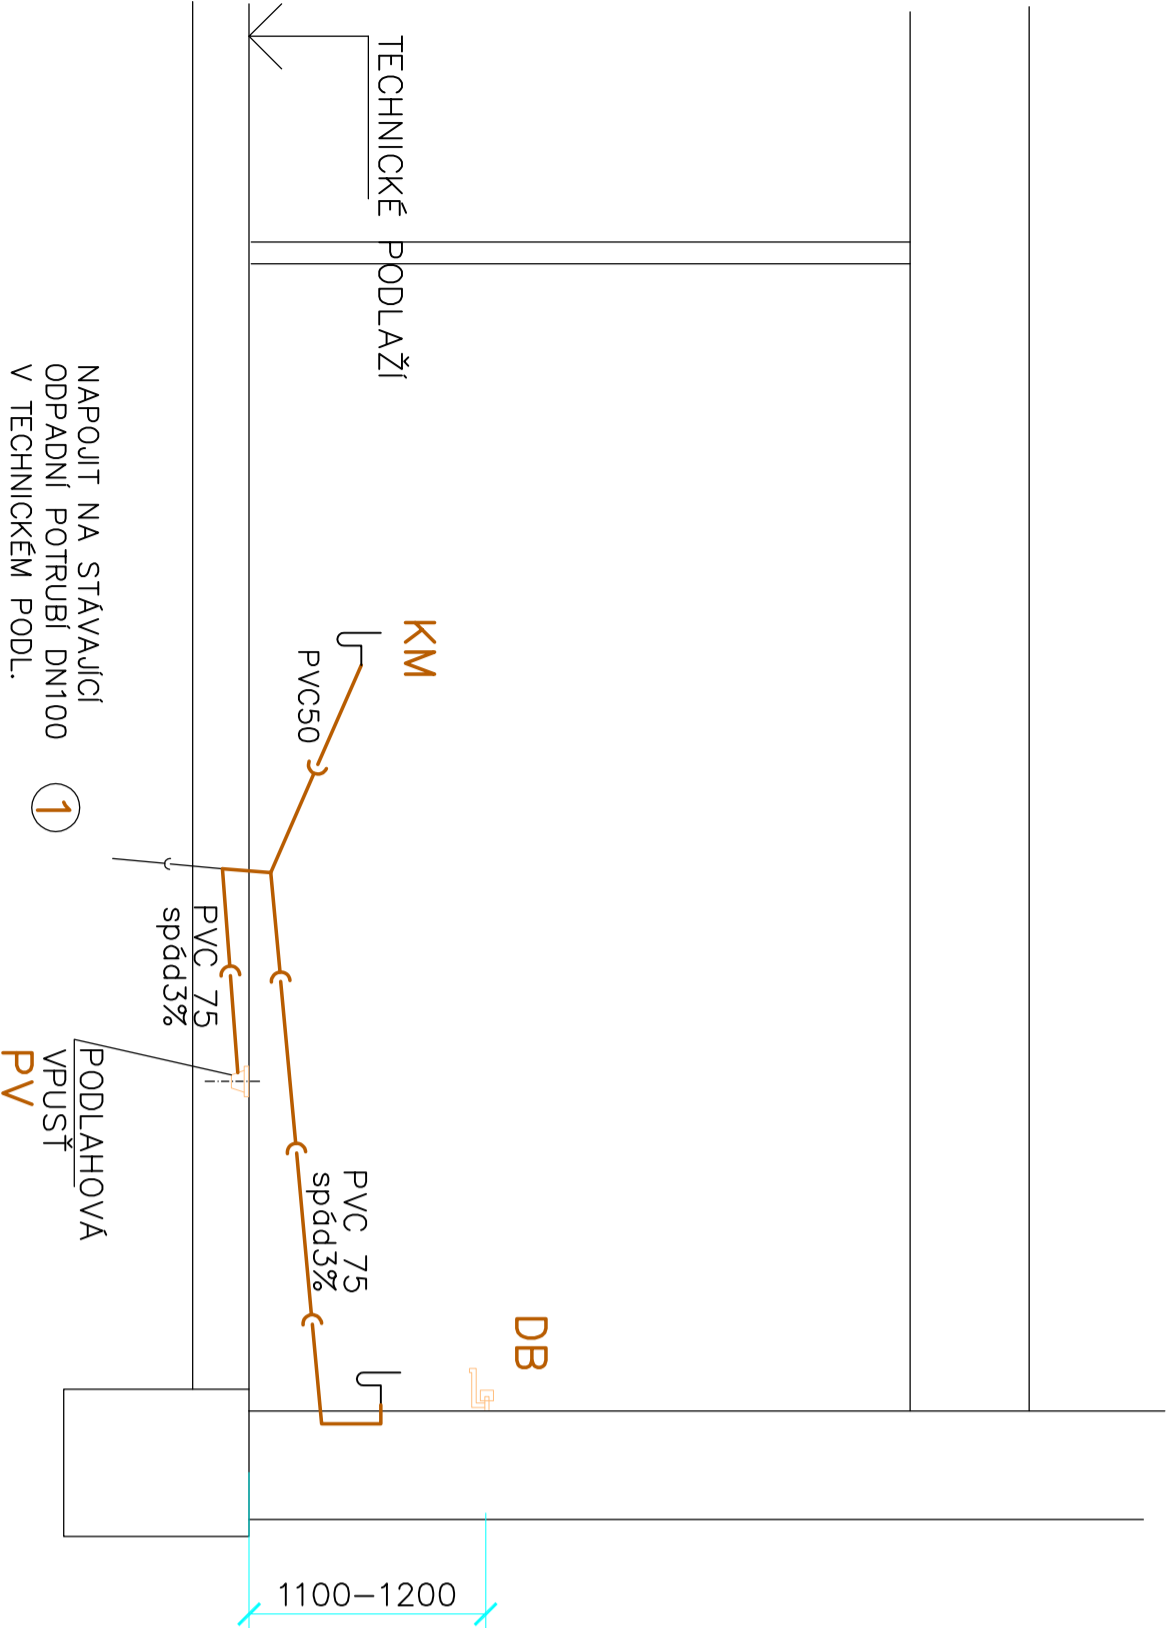 TECHNICKÉ PODLAŽÍ
KM
PVC50
DB
PVC 75
spád3%
PVC 75
spád3%
PODLAHOVÁ
VPUSŤ
PV
NAPOJIT NA STÁVAJÍCÍ
ODPADNÍ POTRUBÍ DN100
V TECHNICKÉM PODL.
1
1100-1200